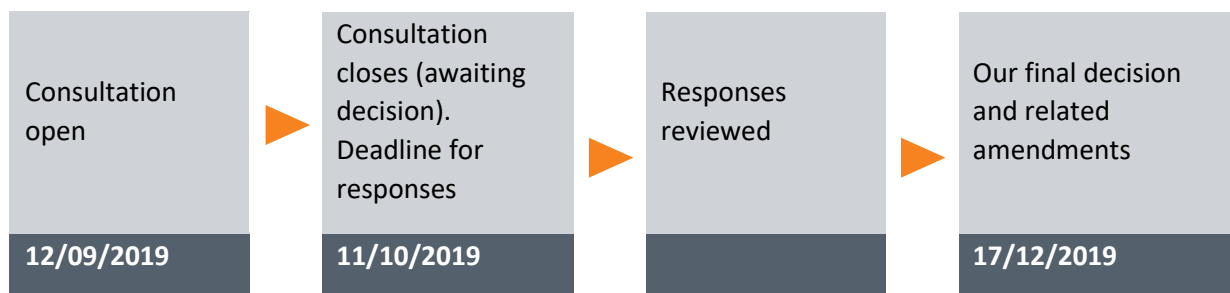 Consultation
open
12/09/2019
Consultation
closes (awaiting
decision).
Deadline for
responses
11/10/2019
Responses
reviewed
Our final decision
and related
amendments
17/12/2019